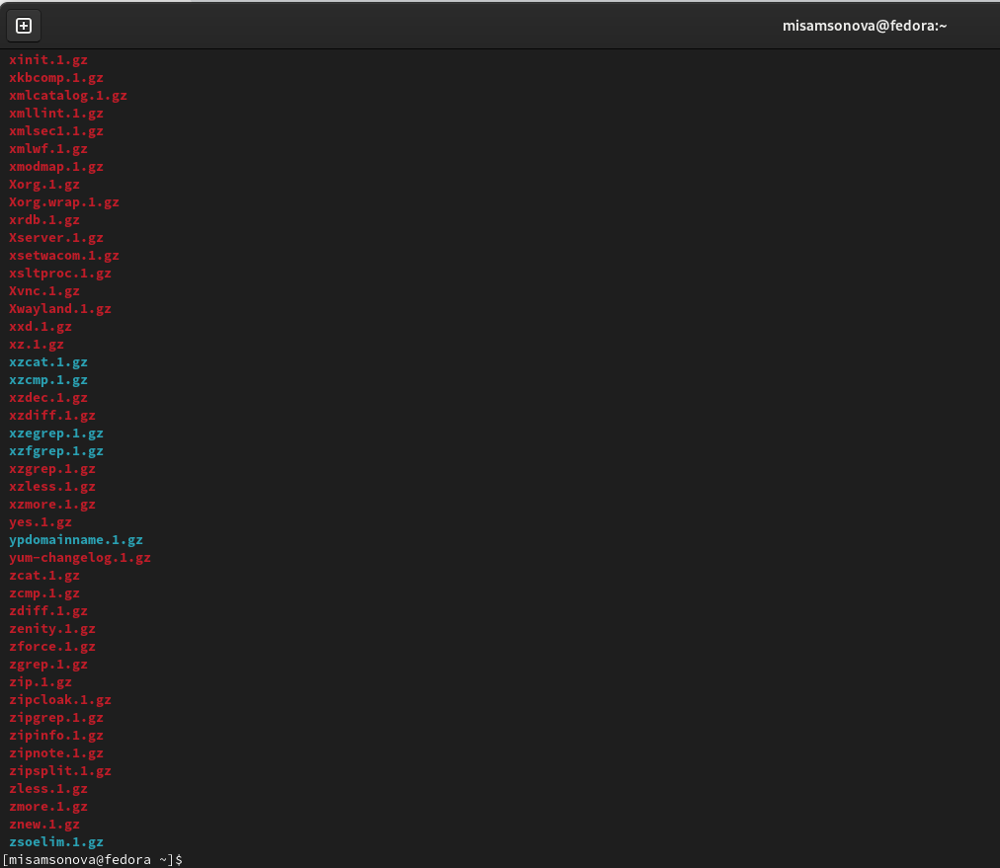 misamsonova@fedora:~
xinit.1.gz
xkbcomp.1.gz
xmlcatalog.1.gz
xmllint.1.gz
xmlsec1.1.gz
xmlwf.1.gz
xmodmap.1.gz
Xorg.1.gz
Xorg.wrap.1.gz
xrdb.1.gz
Xserver.1.gz
xsetwacom.1.gz
xsltproc.1.gz
Xvnc.1.gz
Xwayland.1.gz
xxd.1.gz
xz.1.gz
xzcat.1.gz
xzcmp.1.gz
xzdec.1.gz
xzdiff.1.gz
xzegrep.1.gz
xzfgrep.1.gz
xzgrep.1.gz
xzless.1.gz
xzmore.1.gz
yes.1.gz
ypdomainname.1.gz
yum-changelog.1.gz
zcat.1.gz
zcmp.1.gz
zdiff.1.gz
zenity.1.gz
zforce.1.gz
zgrep.1.gz
zip.1.gz
zipcloak.1.gz
zipgrep.1.gz
zipinfo.1.gz
zipnote.1.gz
zipsplit.1.gz
zless.1.gz
zmore.1.gz
znew.1.gz
zsoelim.1.gz
[misamsonova@fedora ~]$